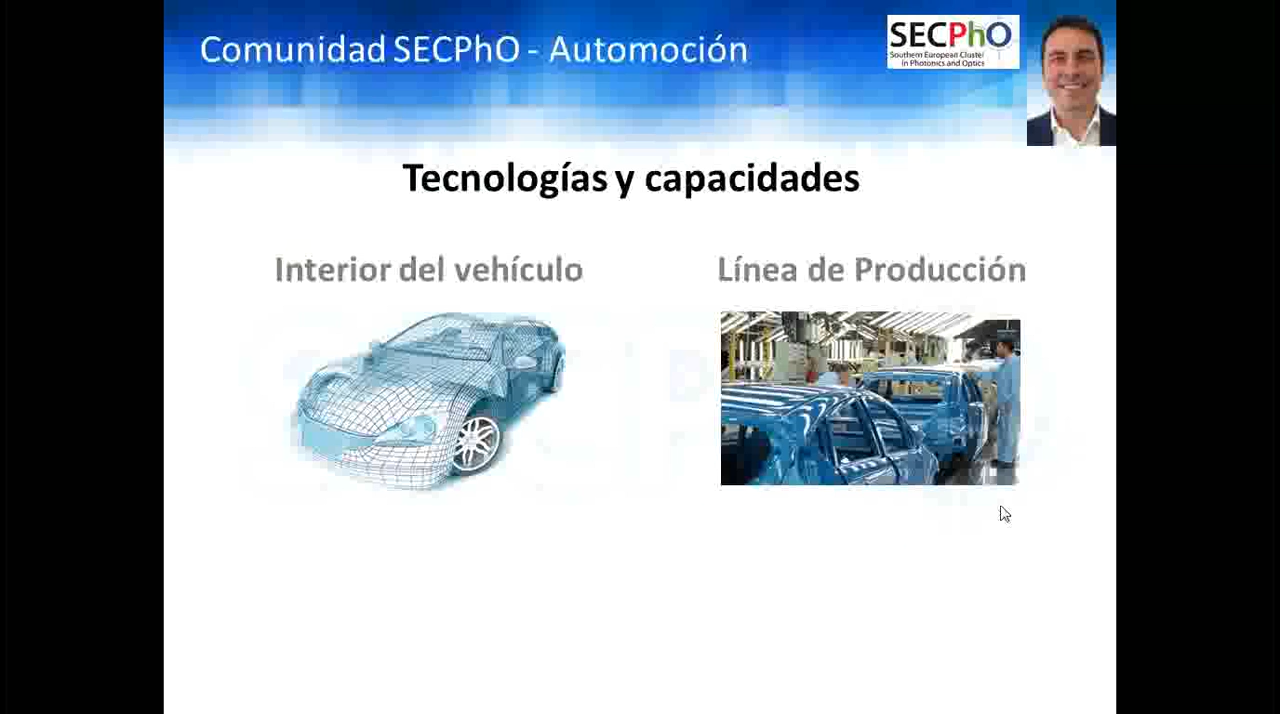 Comunidad SECPhO - Automoción
SECPhO
Southern European Cluster
in Photonics and Optics
Tecnologías y capacidades
Interior del vehículo
Línea de Producción